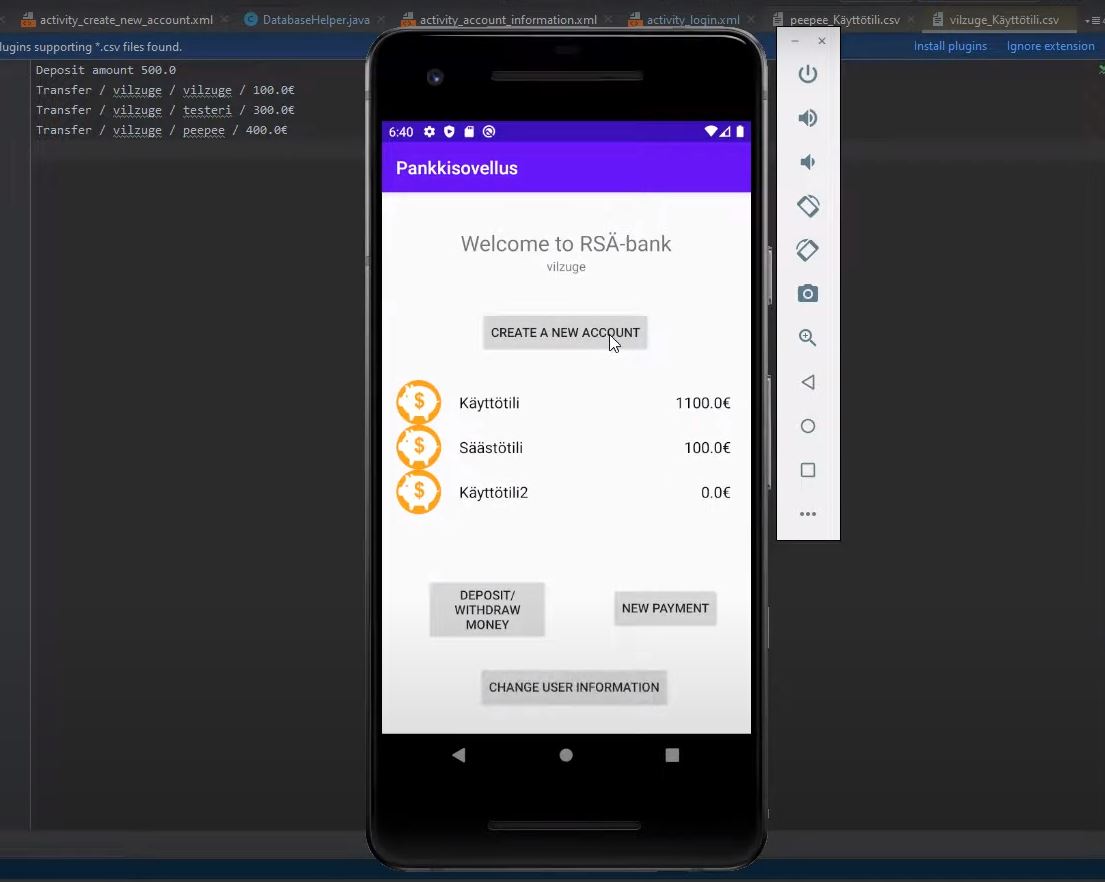 activity_create_new_account.xml
DatabaseHelper.java
activity_account_information.xml
activity_login.xml
peepee_Käyttötili.csv
vilzuge_Käyttötili.csv
lugins supporting *.csv files found.
Install plugins
Ignore extension
Deposit amount 500.0
Transfer / vilzuge / vilzuge / 100.0€
Transfer / vilzuge / testeri / 300.0€
Transfer / vilzuge / peepee / 400.0€
6:40
Pankkisovellus
Welcome to RSÄ-bank
vilzuge
CREATE A NEW ACCOUNT
$ Käyttötili 1100.0€
$ Säästötili 100.0€
$ Käyttötili2 0.0€
DEPOSIT/
WITHDRAW
MONEY
NEW PAYMENT
CHANGE USER INFORMATION